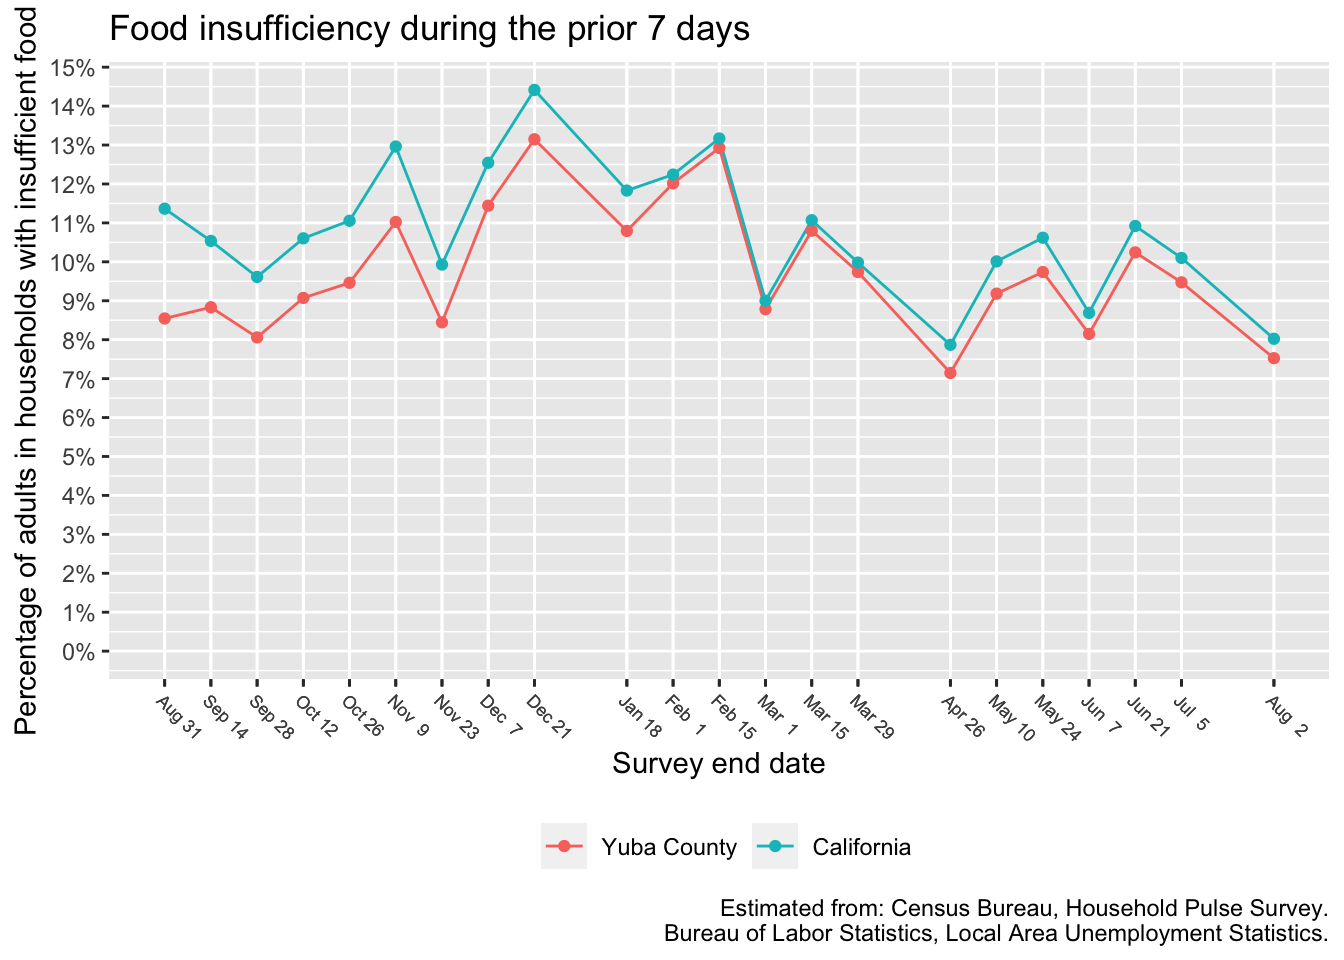 Food insufficiency during the prior 7 days
Percentage of adults in households with insufficient food
15%
14%
13%
12%
11%
10%
9%
8%
7%
6%
5%
4%
3%
2%
1%
0%
Aug 31
Sep 14
Sep 28
Oct 12
Oct 26
Nov 9
Nov 23
Dec 7
Dec 21
Jan 18
Feb 1
Feb 15
Mar 1
Mar 15
Mar 29
Apr 26
May 10
May 24
Jun 7
Jun 21
Jul 5
Aug 2
Survey end date
Yuba County
California
Estimated from: Census Bureau, Household Pulse Survey.
Bureau of Labor Statistics, Local Area Unemployment Statistics.